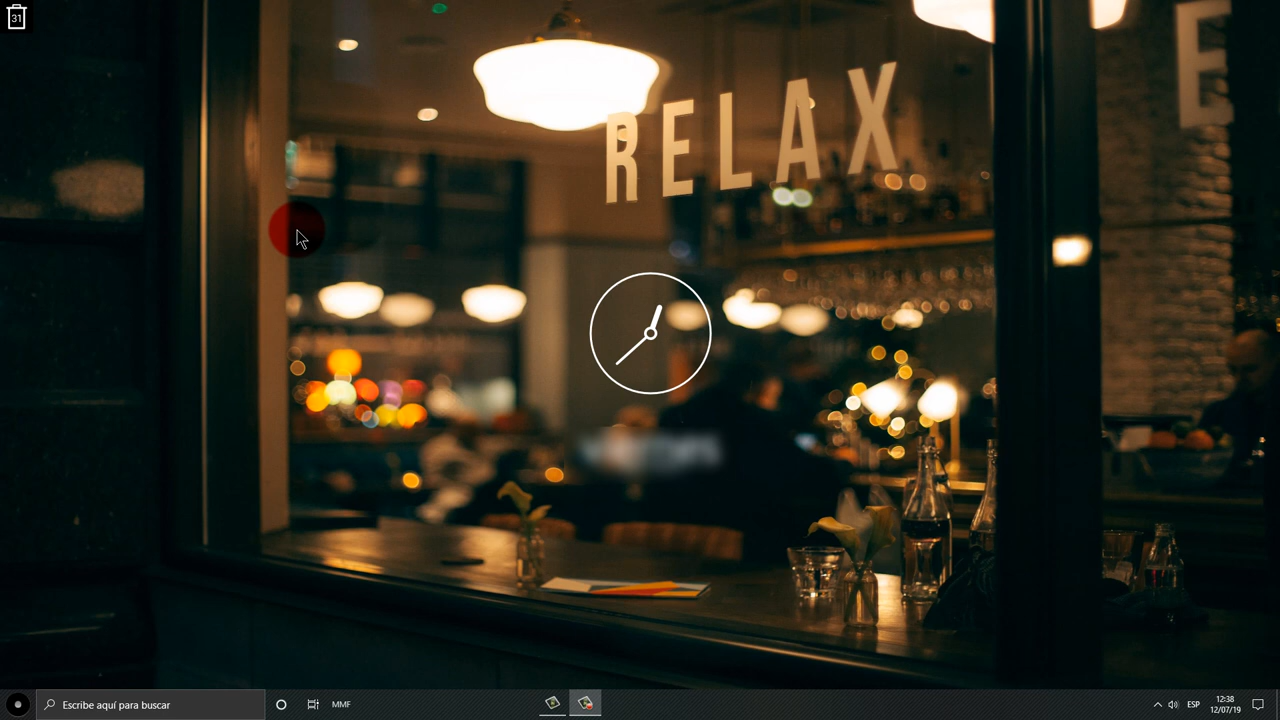 31
RELAX
E
Escribe aquí para buscar
MMF
ESP
12:38
12/07/19